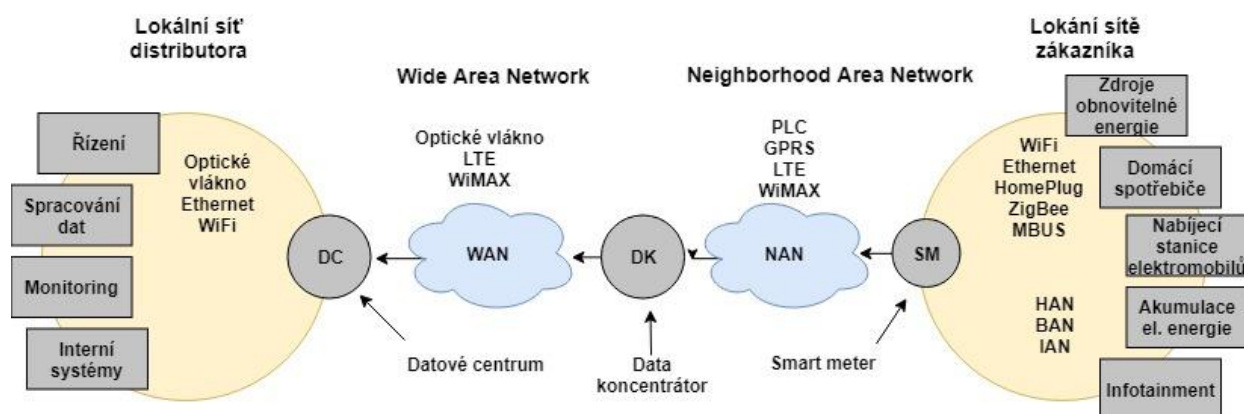 Lokální síť
distributora
Řízení
Spracování
dat
Monitoring
Interní
systémy
Optické
vlákno
Ethernet
WiFi
DC
Datové centrum
Wide Area Network
Optické vlákno
LTE
WiMAX
WAN
DK
Data
koncentrátor
Neighborhood Area Network
PLC
GPRS
LTE
WiMAX
NAN
SM
Smart meter
Lokání sítě
zákazníka
WiFi
Ethernet
HomePlug
ZigBee
MBUS
HAN
BAN
IAN
Zdroje
obnovitelné
energie
Domácí
spotřebiče
Nabíjecí
stanice
elektromobilů
Akumulace
el. energie
Infotainment